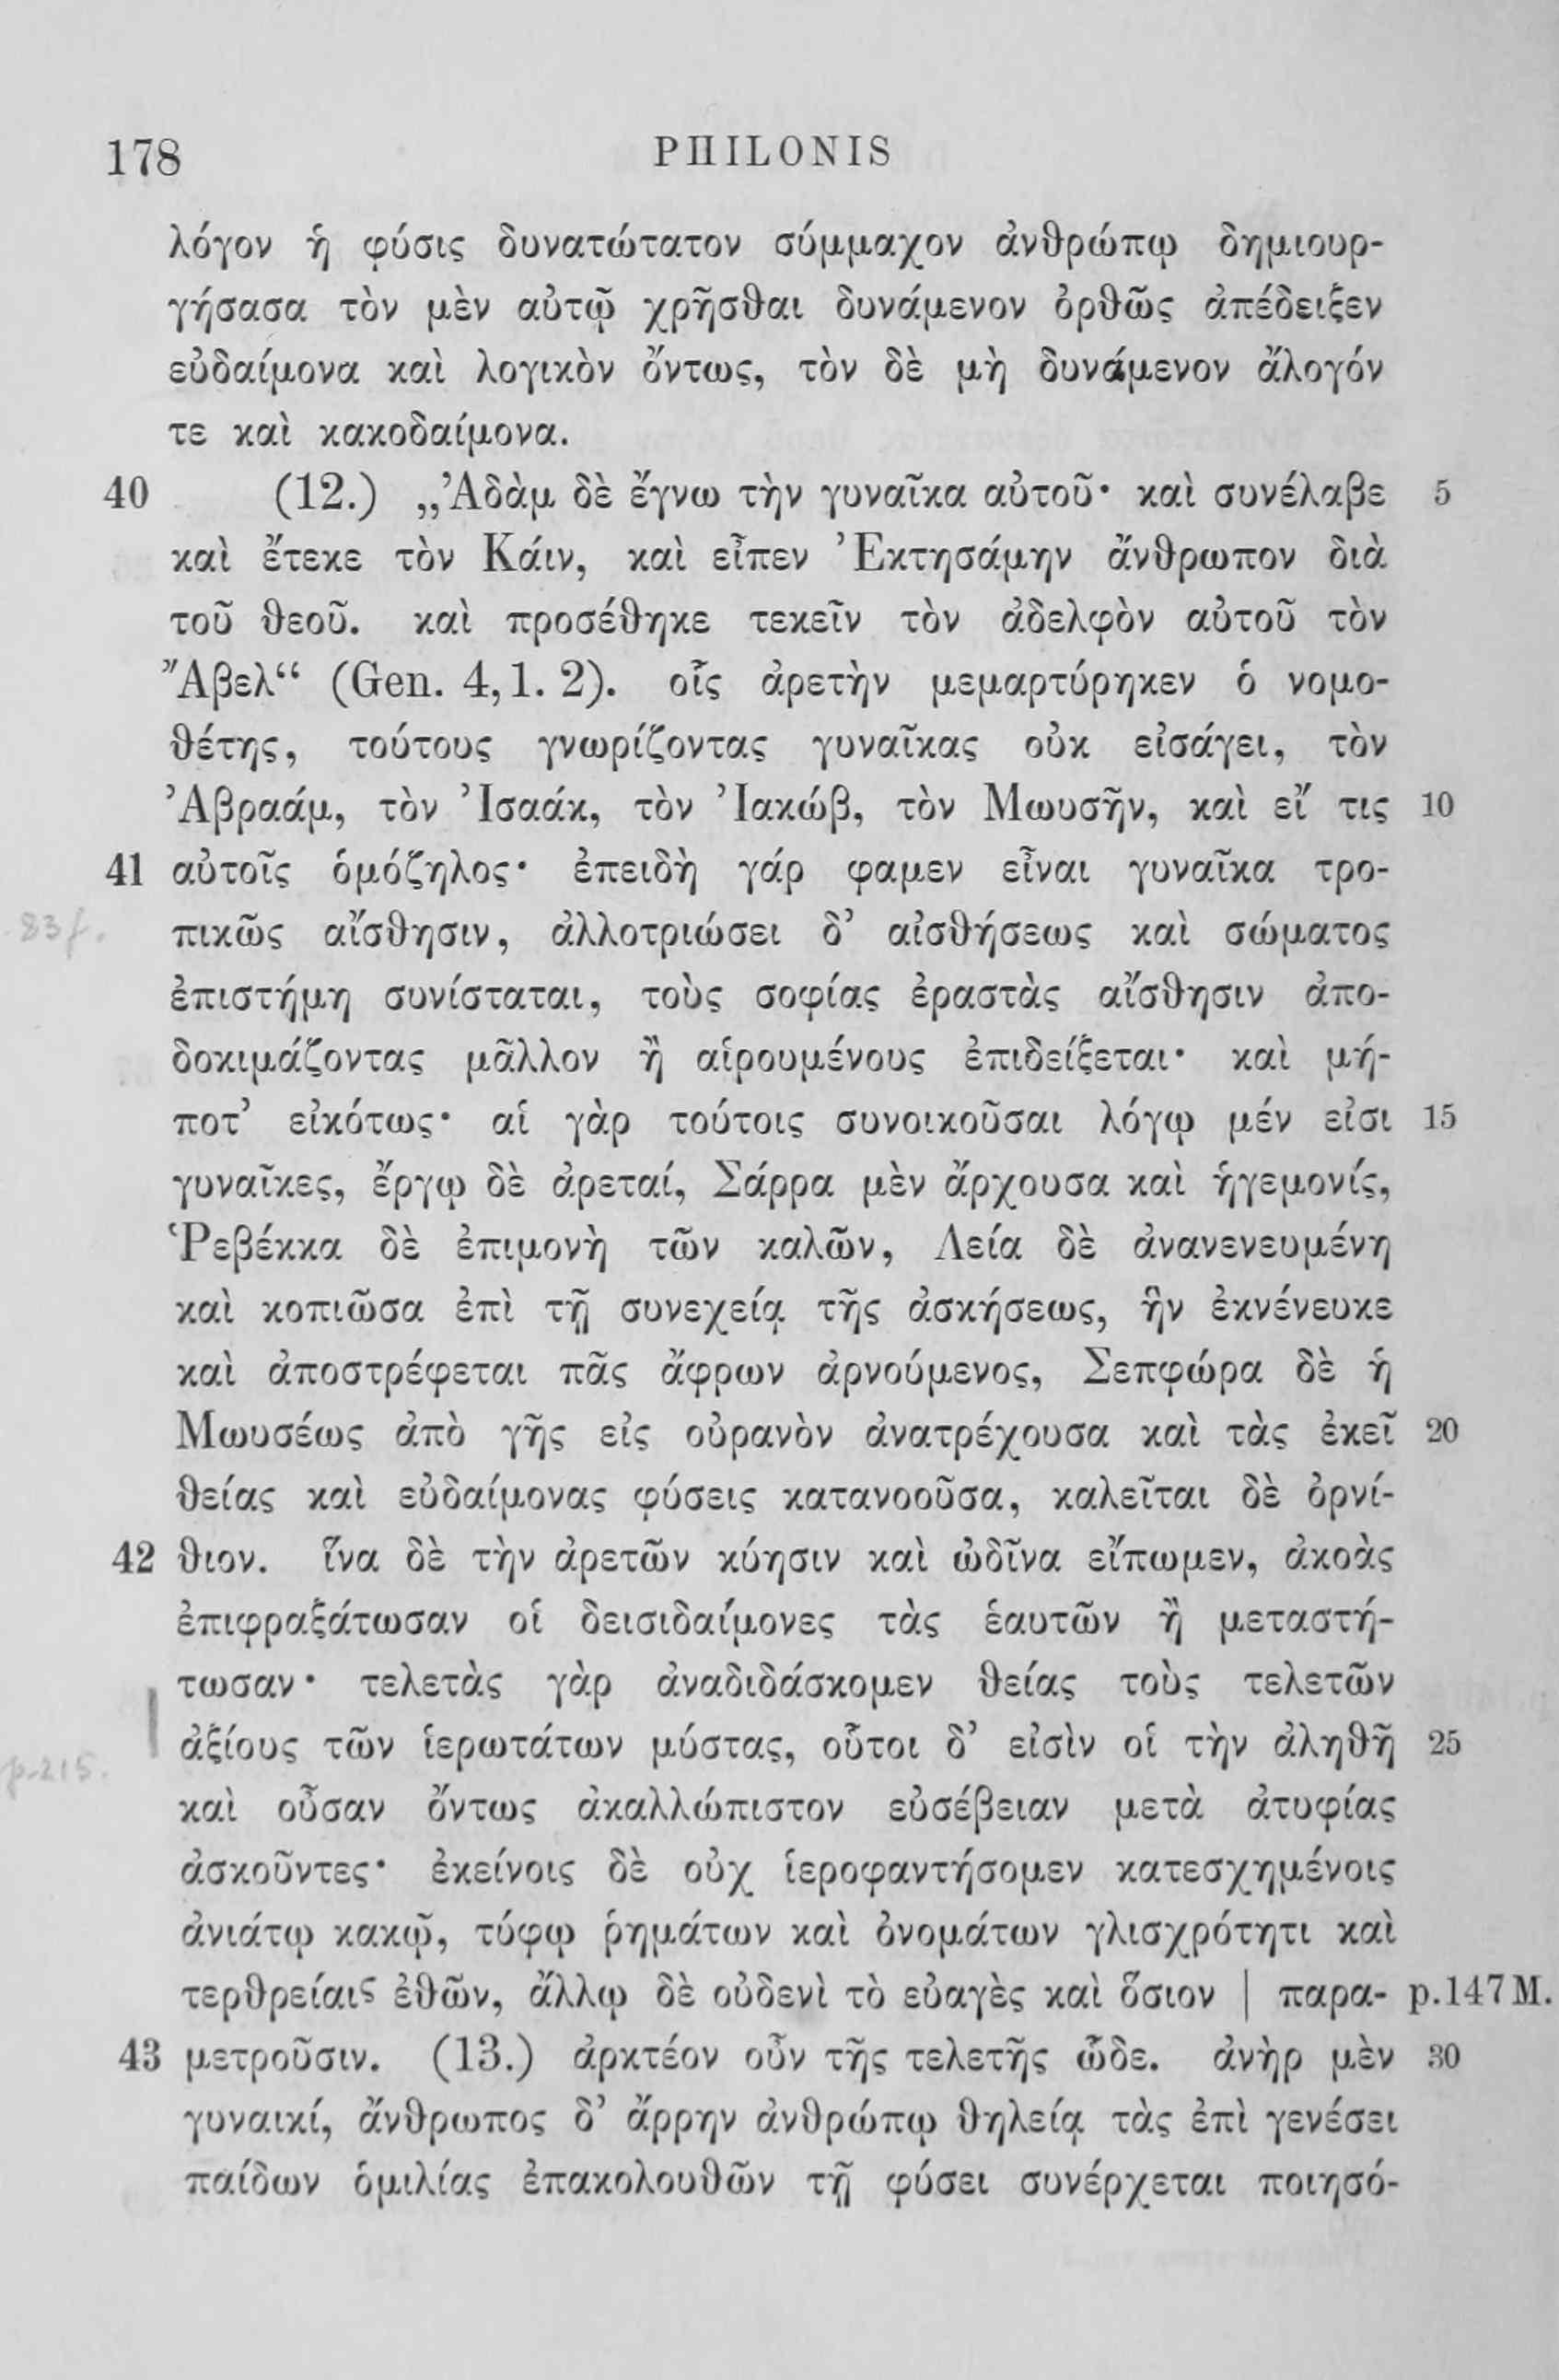 178 PHILONIS
λόγον ἡ φύσις δυνατώτατον σύμμαχον ἀνθρώπῳ δημιουρ-
γήσασα τὸν μὲν αὐτῷ χρῆσθαι δυνάμενον ὀρθῶς ἀπέδειξεν
εὐδαίμονα καὶ λογικὸν ὄντως, τὸν δὲ μὴ δυνάμενον ἄλογόν
τε καὶ κακοδαίμονα.
40 (12.) „Ἀδὰμ δὲ ἔγνω τὴν γυναῖκα αὐτοῦ· καὶ συνέλαβε 5
καὶ ἔτεκε τὸν Κάιν, καὶ εἶπεν Ἐκτησάμην ἄνθρωπον διὰ
τοῦ θεοῦ. καὶ προσέθηκε τεκεῖν τὸν ἀδελφὸν αὐτοῦ τὸν
Ἄβελ“ (Gen. 4,1. 2). οἷς ἀρετὴν μεμαρτύρηκεν ὁ νομο-
θέτης, τούτους γνωρίζοντας γυναῖκας οὐκ εἰσάγει, τὸν
Ἀβραάμ, τὸν Ἰσαάκ, τὸν Ἰακώβ, τὸν Μωυσῆν, καὶ εἴ τις 10
41 αὐτοῖς ὁμόζηλος· ἐπειδὴ γάρ φαμεν εἶναι γυναῖκα τρο-
83 f. πικῶς αἴσθησιν, ἀλλοτριώσει δ’ αἰσθήσεως καὶ σώματος
ἐπιστήμη συνίσταται, τοὺς σοφίας ἐραστὰς αἴσθησιν ἀπο-
δοκιμάζοντας μᾶλλον ἢ αἱρουμένους ἐπιδείξεται· καὶ μή-
ποτ’ εἰκότως· αἱ γὰρ τούτοις συνοικοῦσαι λόγῳ μέν εἰσι 15
γυναῖκες, ἔργῳ δὲ ἀρεταί, Σάρρα μὲν ἄρχουσα καὶ ἡγεμονίς,
Ῥεβέκκα δὲ ἐπιμονὴ τῶν καλῶν, Λεία δὲ ἀνανενευμένη
καὶ κοπιῶσα ἐπὶ τῇ συνεχείᾳ τῆς ἀσκήσεως, ἣν ἐκνένευκε
καὶ ἀποστρέφεται πᾶς ἄφρων ἀρνούμενος, Σεπφώρα δὲ ἡ
Μωυσέως ἀπὸ γῆς εἰς οὐρανὸν ἀνατρέχουσα καὶ τὰς ἐκεῖ 20
θείας καὶ εὐδαίμονας φύσεις κατανοοῦσα, καλεῖται δὲ ὀρνί-
42 θιον. ἵνα δὲ τὴν ἀρετῶν κύησιν καὶ ὠδῖνα εἴπωμεν, ἀκοὰς
ἐπιφραξάτωσαν οἱ δεισιδαίμονες τὰς ἑαυτῶν ἢ μεταστή-
τωσαν· τελετὰς γὰρ ἀναδιδάσκομεν θείας τοὺς τελετῶν
ἀξίους τῶν ἱερωτάτων μύστας, οὗτοι δ’ εἰσὶν οἱ τὴν ἀληθῆ 25
p. 215. καὶ οὖσαν ὄντως ἀκαλλώπιστον εὐσέβειαν μετὰ ἀτυφίας
ἀσκοῦντες· ἐκείνοις δὲ οὐχ ἱεροφαντήσομεν κατεσχημένοις
ἀνιάτῳ κακῷ, τύφῳ ῥημάτων καὶ ὀνομάτων γλισχρότητι καὶ
τερθρείαις ἐθῶν, ἄλλῳ δὲ οὐδενὶ τὸ εὐαγὲς καὶ ὅσιον | παρα- p. 147 M.
43 μετροῦσιν. (13.) ἀρκτέον οὖν τῆς τελετῆς ὧδε. ἀνὴρ μὲν 30
γυναικί, ἄνθρωπος δ’ ἄρρην ἀνθρώπῳ θηλείᾳ τὰς ἐπὶ γενέσει
παίδων ὁμιλίας ἐπακολουθῶν τῇ φύσει συνέρχεται ποιησό-